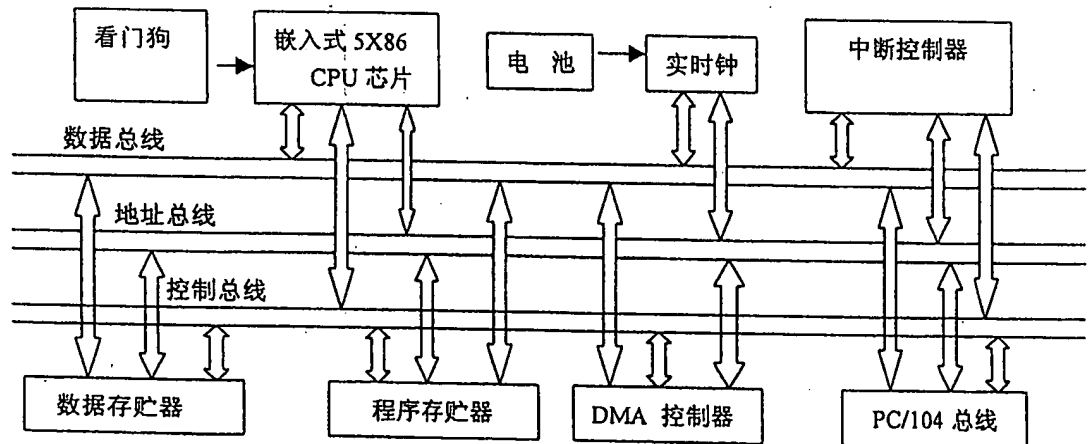 看门狗
嵌入式 5X86
CPU 芯片
电 池
实时钟
中断控制器
数据总线
地址总线
控制总线
数据存贮器
程序存贮器
DMA 控制器
PC/104 总线